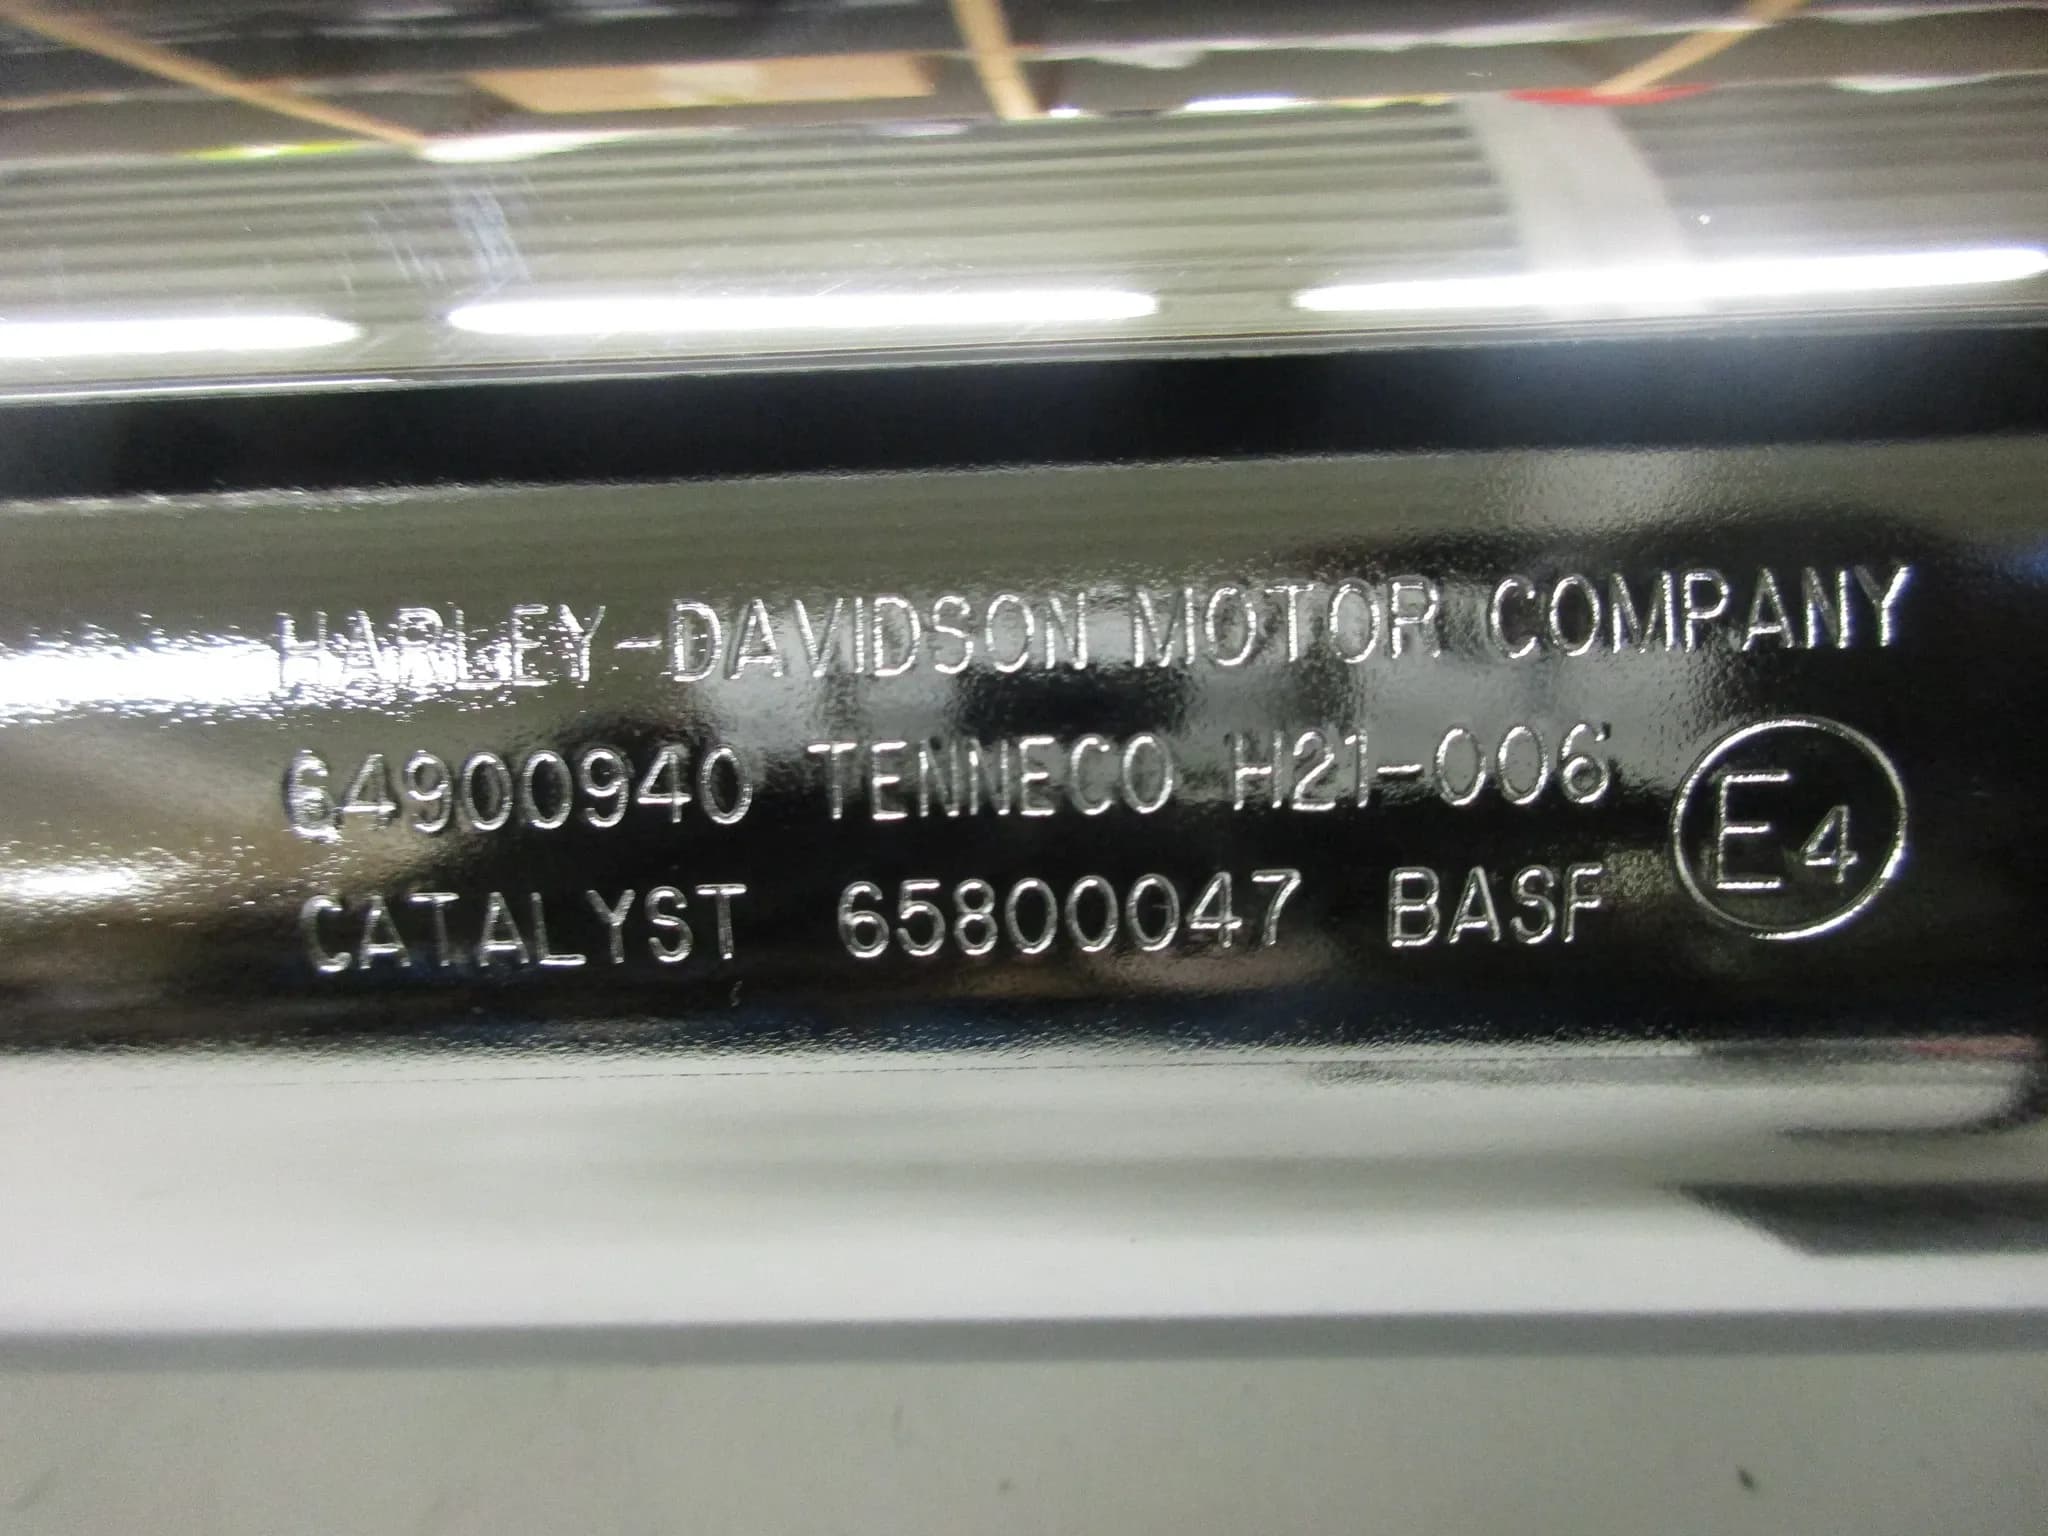 HARLEY-DAVIDSON MOTOR COMPANY
64900940 TENNECO H21-006
CATALYST 65800047 BASF
E4